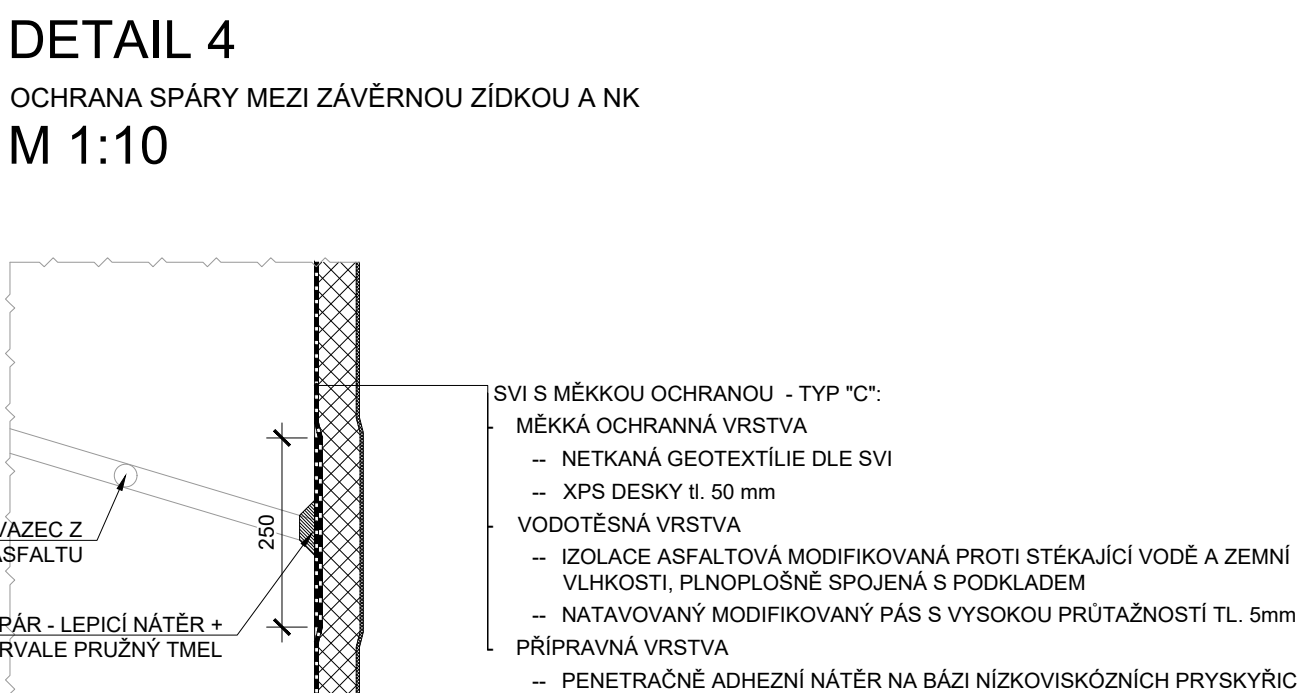 DETAIL 4
OCHRANA SPÁRY MEZI ZÁVĚRNOU ZÍDKOU A NK
M 1:10
SVI S MĚKKOU OCHRANOU - TYP "C":
- MĚKKÁ OCHRANNÁ VRSTVA
-- NETKANÁ GEOTEXTÍLIE DLE SVI
-- XPS DESKY tl. 50 mm
- VODOTĚSNÁ VRSTVA
-- IZOLACE ASFALTOVÁ MODIFIKOVANÁ PROTI STÉKAJÍCÍ VODĚ A ZEMNÍ
VLHKOSTI, PLNOPLOŠNĚ SPOJENÁ S PODKLADEM
-- NATAVOVANÝ MODIFIKOVANÝ PÁS S VYSOKOU PRŮTAŽNOSTÍ TL. 5mm
- PŘÍPRAVNÁ VRSTVA
-- PENETRAČNĚ ADHEZNÍ NÁTĚR NA BÁZI NÍZKOVISKÓZNÍCH PRYSKYŘIC
250
VAZEC Z
ASFALTU
PÁR - LEPICÍ NÁTĚR +
RVALE PRUŽNÝ TMEL